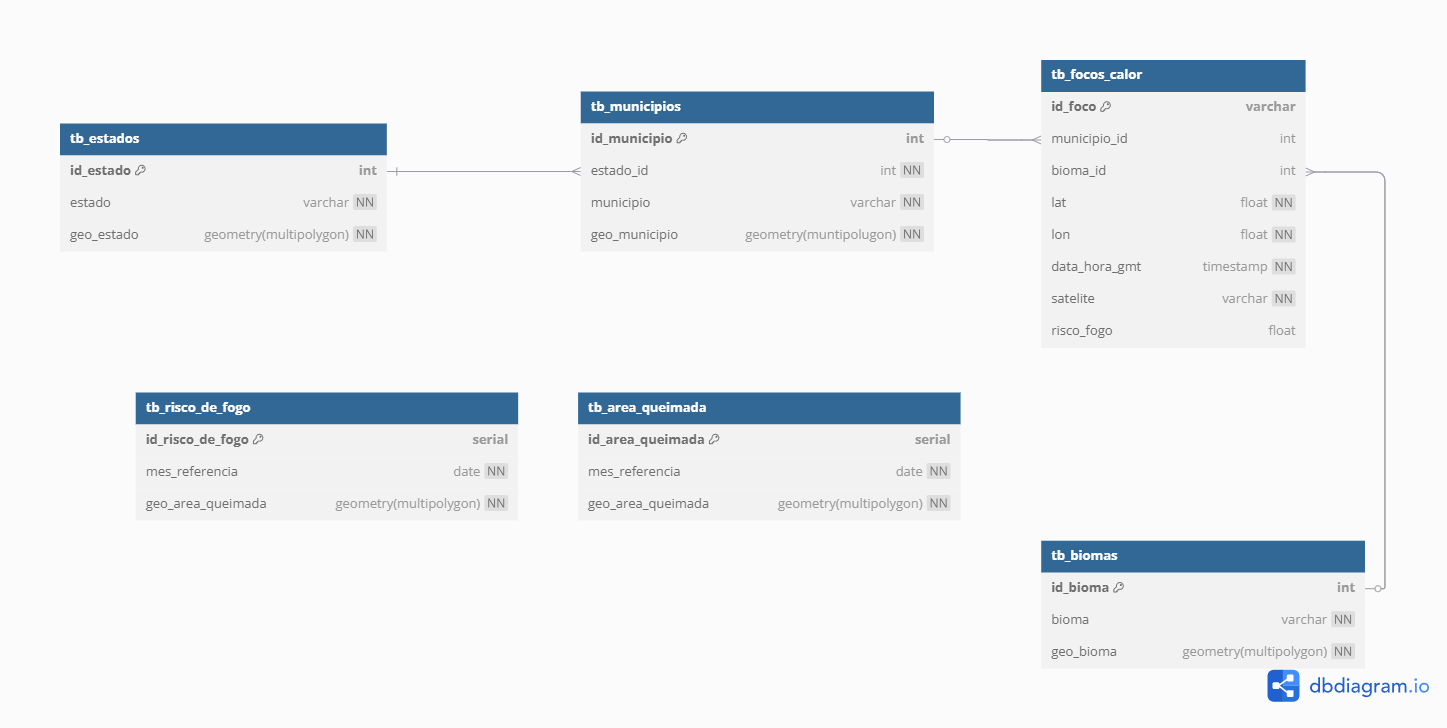 tb_estados
id_estado int
estado varchar NN
geo_estado geometry(multipolygon) NN
tb_municipios
id_municipio int
estado_id int NN
municipio varchar NN
geo_municipio geometry(muntipolugon) NN
tb_focos_calor
id_foco varchar
municipio_id int
bioma_id int
lat float NN
lon float NN
data_hora_gmt timestamp NN
satelite varchar NN
risco_fogo float
tb_risco_de_fogo
id_risco_de_fogo serial
mes_referencia date NN
geo_area_queimada geometry(multipolygon) NN
tb_area_queimada
id_area_queimada serial
mes_referencia date NN
geo_area_queimada geometry(multipolygon) NN
tb_biomas
id_bioma int
bioma varchar NN
geo_bioma geometry(multipolygon) NN
dbdiagram.io